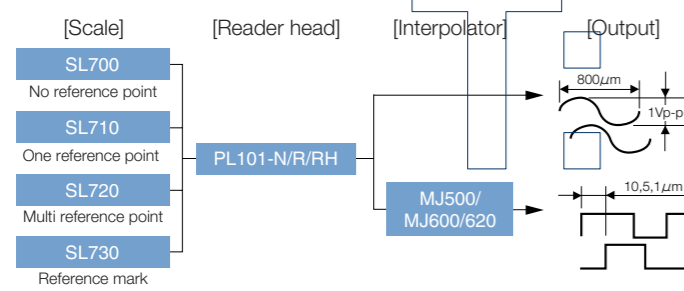 [Scale] [Reader head] [Interpolator] [Output]
SL700
No reference point
SL710
One reference point
SL720
Multi reference point
SL730
Reference mark
PL101-N/R/RH
MJ500/
MJ600/620
800μm
1Vp-p
10,5,1μm